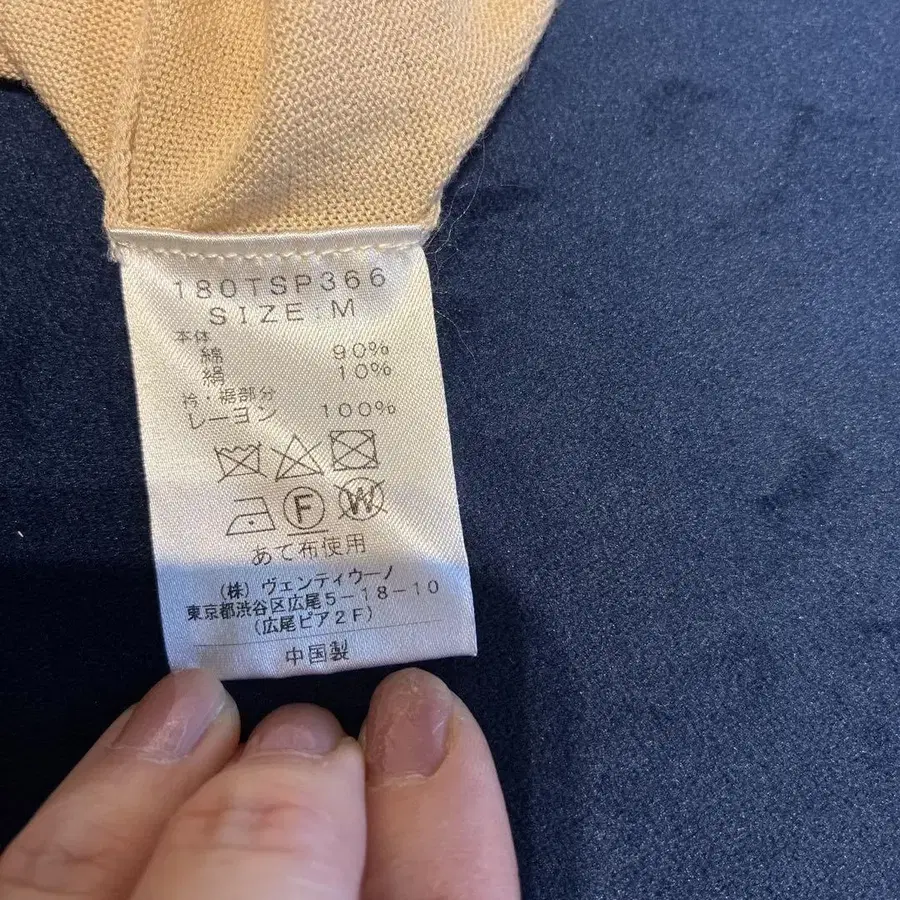 180TSP366
SIZE:M
本体
綿 90%
絹 10%
衿・裾部分
レーヨン 100%
F W
あて布使用
(株)ヴェンティウーノ
東京都渋谷区広尾5-18-10
(広尾ピア2F)
中国製